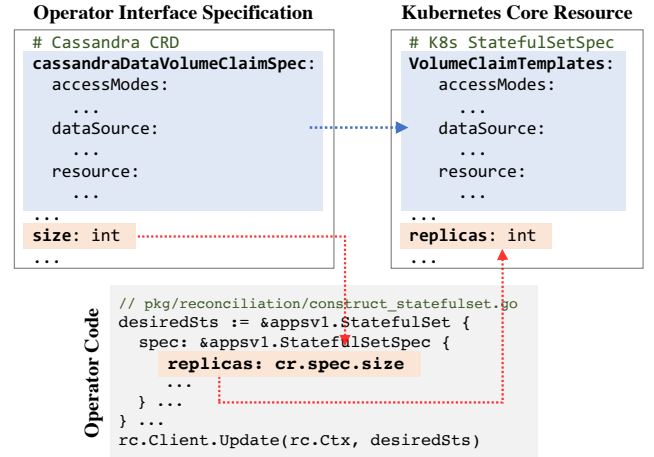 Operator Interface Specification
# Cassandra CRD
cassandraDataVolumeClaimSpec:
accessModes:
...
dataSource:
...
resource:
...
...
size: int
...
Kubernetes Core Resource
# K8s StatefulSetSpec
VolumeClaimTemplates:
accessModes:
...
dataSource:
...
resource:
...
...
replicas: int
...
Operator Code
// pkg/reconciliation/construct_statefulset.go
desiredSts := &appsv1.StatefulSet {
spec: &appsv1.StatefulSetSpec {
replicas: cr.spec.size
...
} ...
} ...
rc.Client.Update(rc.Ctx, desiredSts)